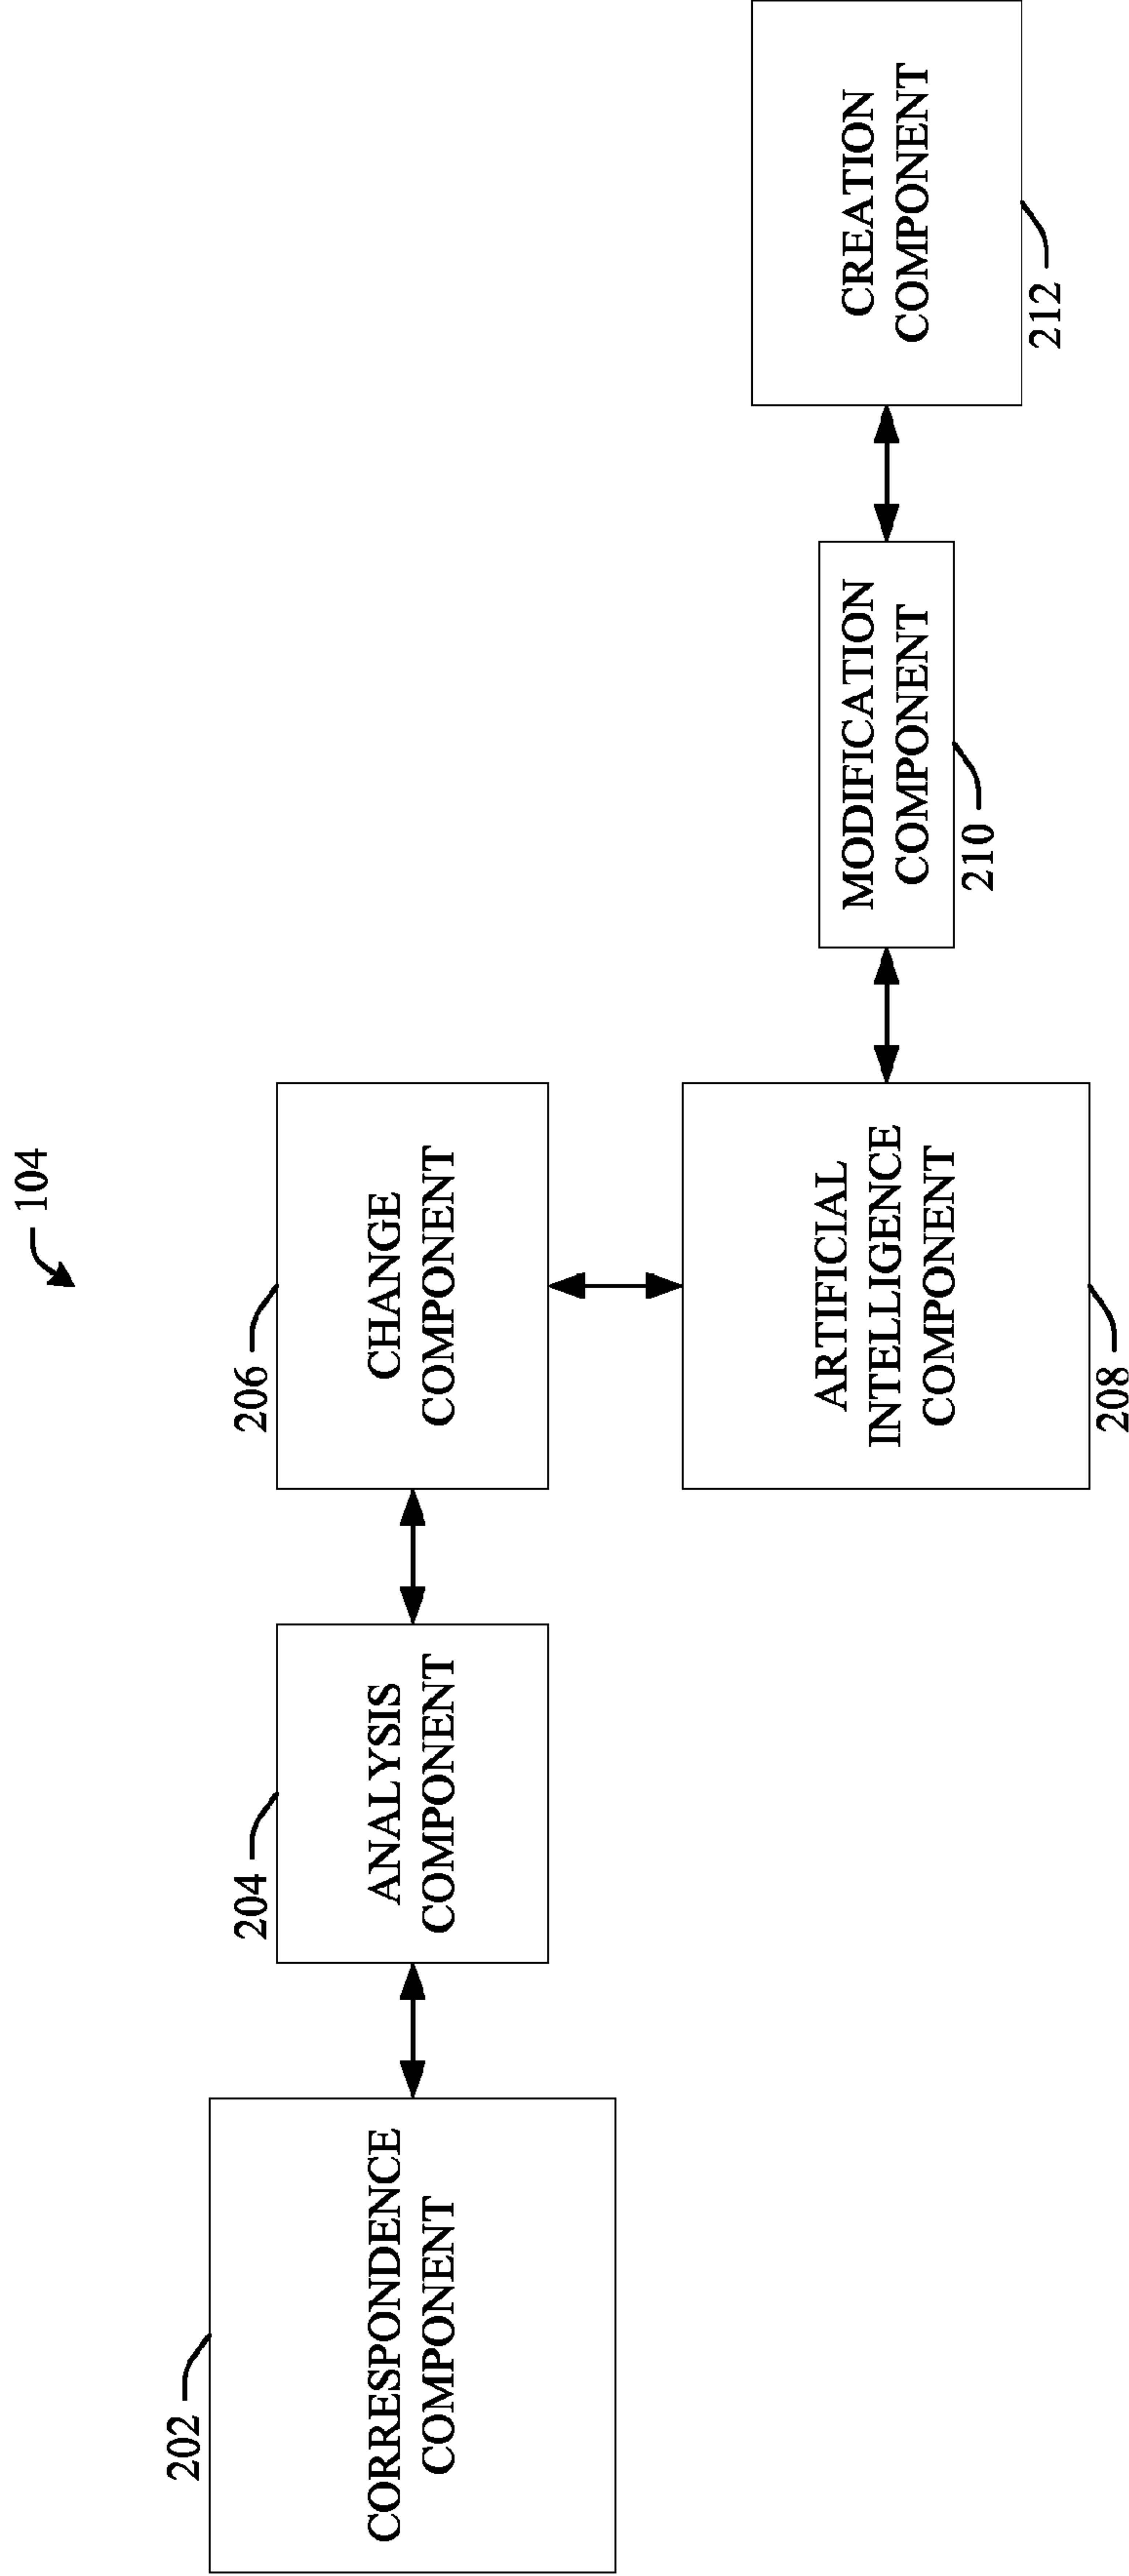 104
202
CORRESPONDENCE
COMPONENT
204
ANALYSIS
COMPONENT
206
CHANGE
COMPONENT
ARTIFICIAL
INTELLIGENCE
COMPONENT
208
MODIFICATION
COMPONENT
210
CREATION
COMPONENT
212